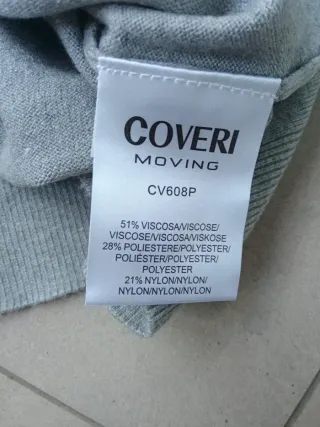 COVERI
MOVING
CV608P
51% VISCOSA/VISCOSE/
VISCOSE/VISCOSA/VISKOSE
28% POLIESTERE/POLYESTER/
POLIÉSTER/POLYESTER/
POLYESTER
21% NYLON/NYLON/
NYLON/NYLON/NYLON